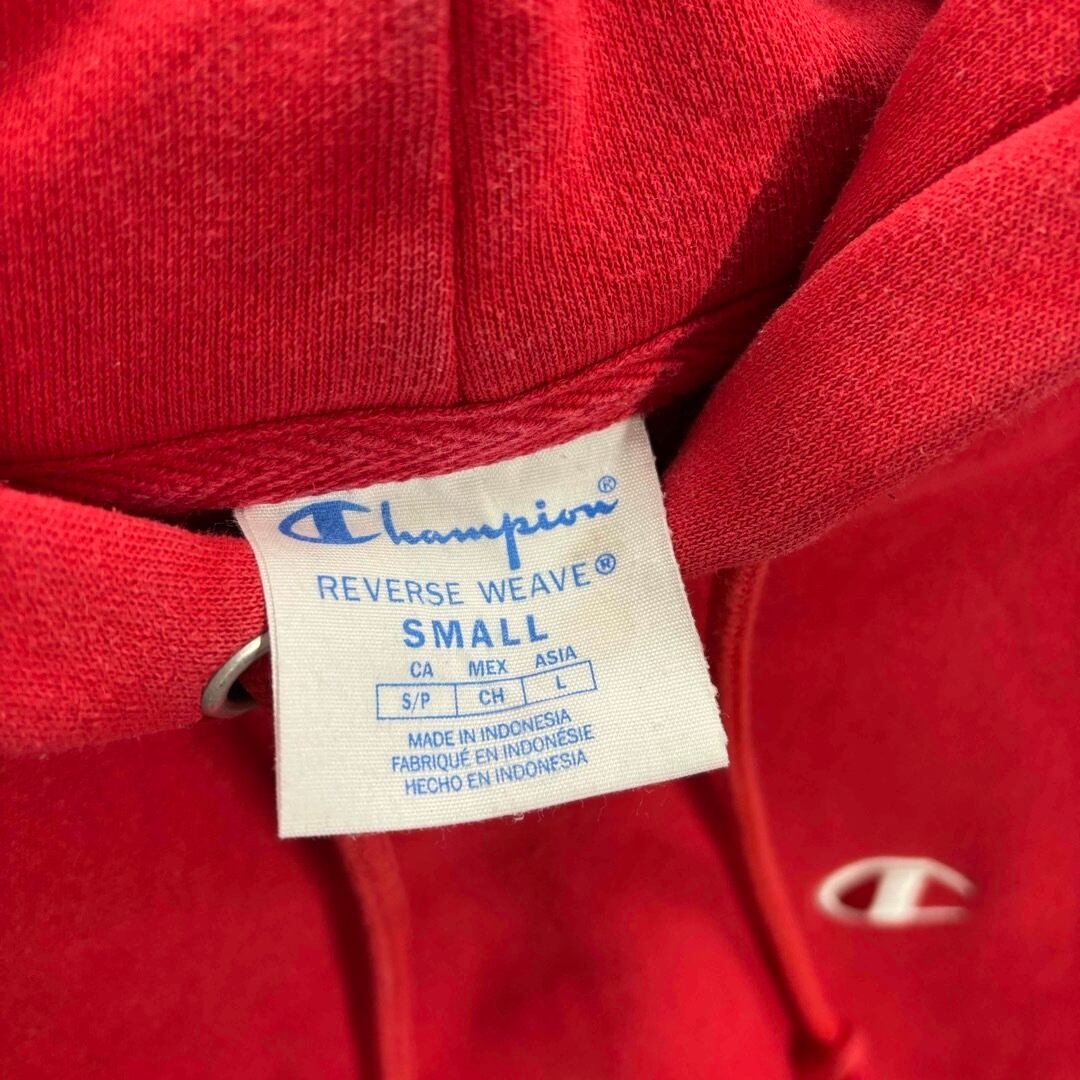 Champion®
REVERSE WEAVE®
SMALL
CA MEX ASIA
S/P CH L
MADE IN INDONESIA
FABRIQUÉ EN INDONÉSIE
HECHO EN INDONESIA